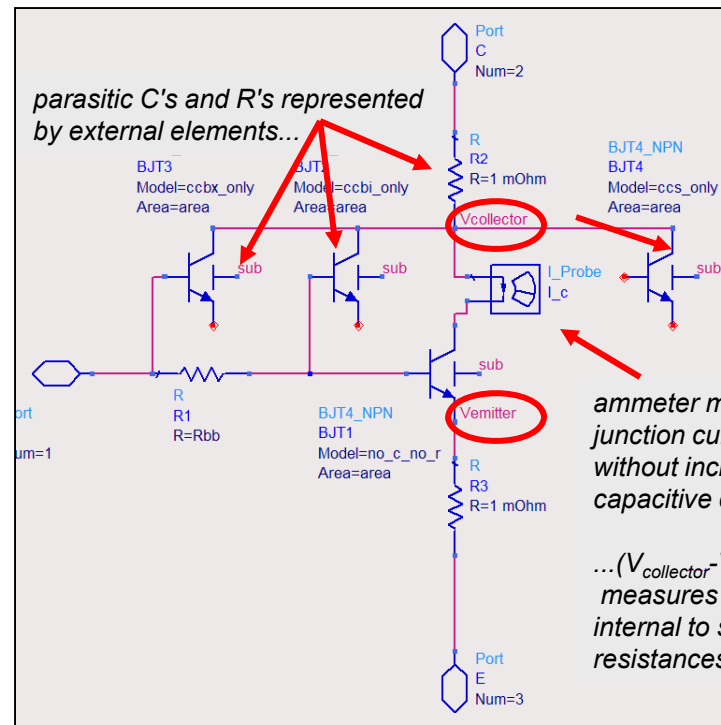 Port
C
Num=2
parasitic C's and R's represented
by external elements...
R
R2
R=1 mOhm
BJT3
Model=ccbx_only
Area=area
Model=ccbi_only
Area=area
BJT4_NPN
BJT4
Model=ccs_only
Area=area
Vcollector
sub
sub
sub
I_Probe
I_c
sub
R
R1
R=Rbb
BJT4_NPN
BJT1
Model=no_c_no_r
Area=area
Vemitter
R
R3
R=1 mOhm
Num=1
ammeter
junction
without
capacitive
...(Vcollector-
measures
internal to
resistances
Port
E
Num=3